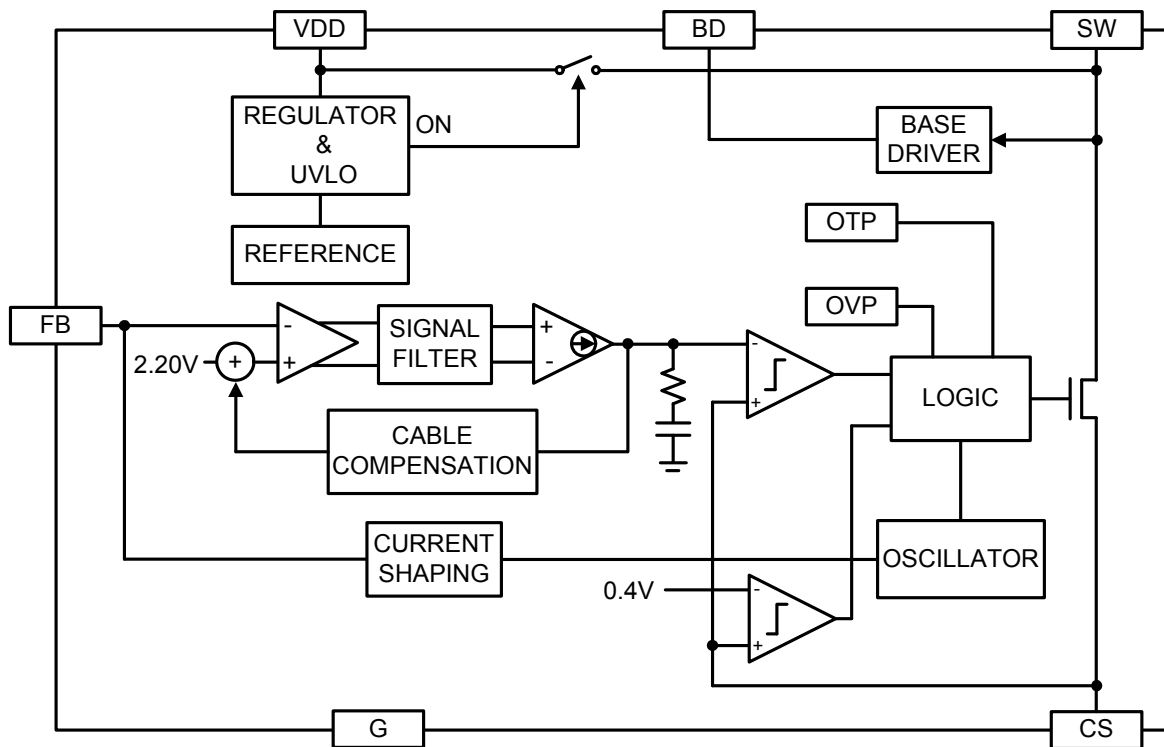 VDD
BD
SW
REGULATOR
&
UVLO
ON
BASE
DRIVER
REFERENCE
OTP
OVP
FB
-
+
2.20V
+
SIGNAL
FILTER
+
-
-
+
LOGIC
CABLE
COMPENSATION
CURRENT
SHAPING
OSCILLATOR
0.4V
-
+
G
CS